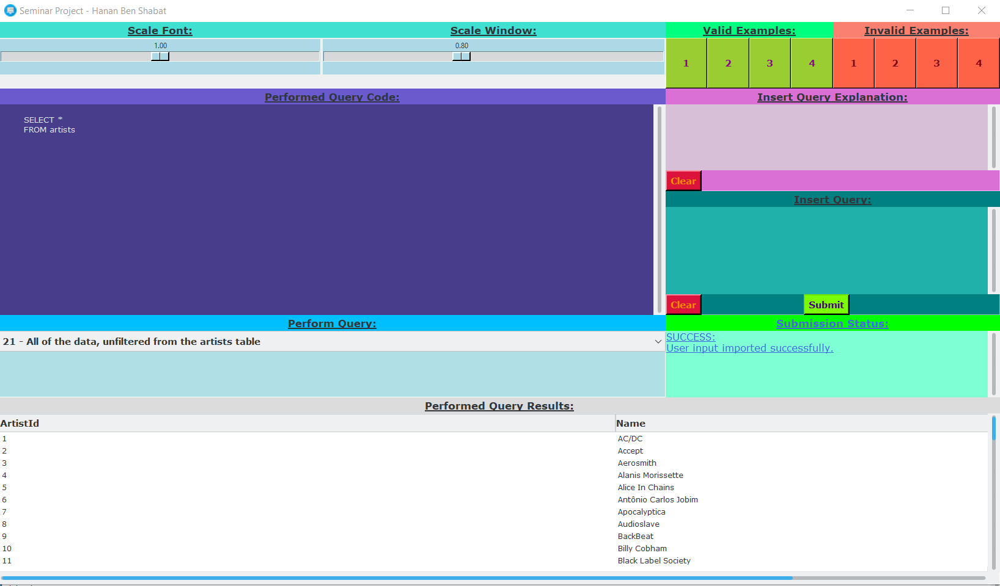 Seminar Project - Hanan Ben Shabat
Scale Font:
Scale Window:
Valid Examples:
Invalid Examples:
1.00
0.80
1
2
3
4
1
2
3
4
Performed Query Code:
SELECT *
FROM artists
Insert Query Explanation:
Clear
Insert Query:
Clear
Submit
Perform Query:
21 - All of the data, unfiltered from the artists table
Submission Status:
SUCCESS:
User input imported successfully.
Performed Query Results:
ArtistId Name
1 AC/DC
2 Accept
3 Aerosmith
4 Alanis Morissette
5 Alice In Chains
6 Antônio Carlos Jobim
7 Apocalyptica
8 Audioslave
9 BackBeat
10 Billy Cobham
11 Black Label Society